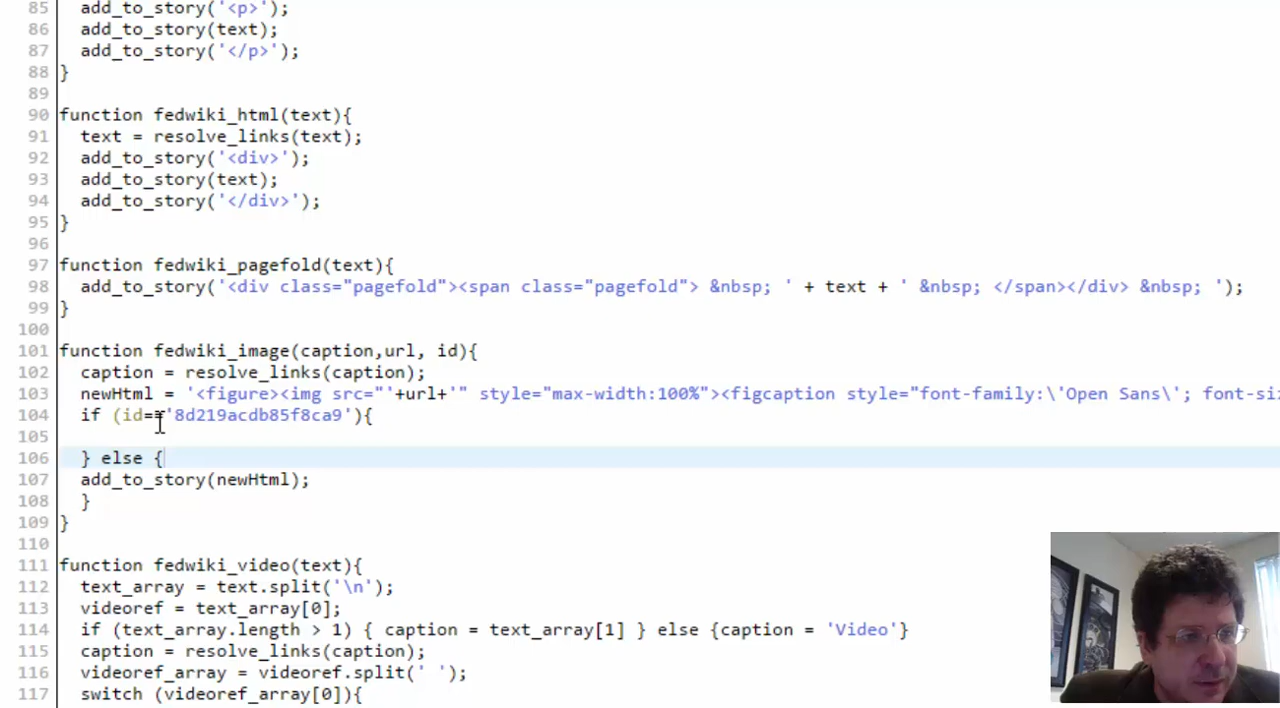 85 add_to_story('<p>');
86 add_to_story(text);
87 add_to_story('</p>');
88 }
89
90 function fedwiki_html(text){
91 text = resolve_links(text);
92 add_to_story('<div>');
93 add_to_story(text);
94 add_to_story('</div>');
95 }
96
97 function fedwiki_pagefold(text){
98 add_to_story('<div class="pagefold"><span class="pagefold"> &nbsp; ' + text + ' &nbsp; </span></div> &nbsp; ');
99 }
100
101 function fedwiki_image(caption,url, id){
102 caption = resolve_links(caption);
103 newHtml = '<figure><img src="'+url+'" style="max-width:100%"><figcaption style="font-family:\'Open Sans\'; font-si
104 if (id=='8d219acdb85f8ca9'){
105
106 } else {
107 add_to_story(newHtml);
108 }
109 }
110
111 function fedwiki_video(text){
112 text_array = text.split('\n');
113 videoref = text_array[0];
114 if (text_array.length > 1) { caption = text_array[1] } else {caption = 'Video'}
115 caption = resolve_links(caption);
116 videoref_array = videoref.split(' ');
117 switch (videoref_array[0]){